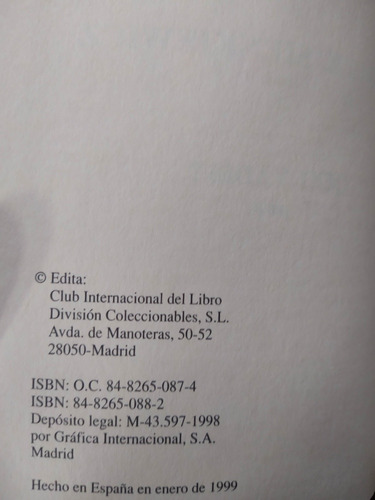 © Edita:
Club Internacional del Libro
División Coleccionables, S.L.
Avda. de Manoteras, 50-52
28050-Madrid
ISBN: O.C. 84-8265-087-4
ISBN: 84-8265-088-2
Depósito legal: M-43.597-1998
por Gráfica Internacional, S.A.
Madrid
Hecho en España en enero de 1999